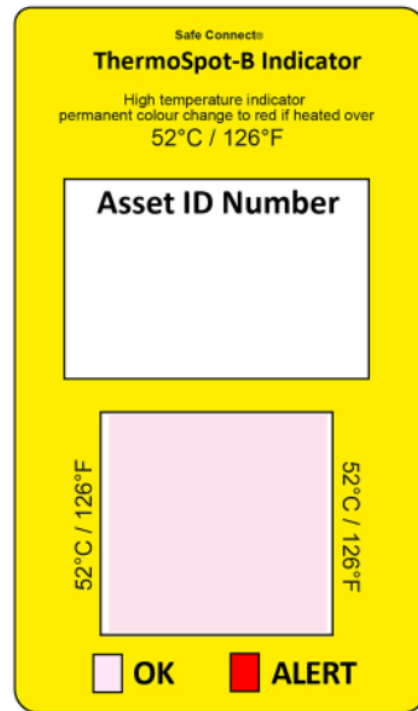 Safe Connect®
ThermoSpot-B Indicator
High temperature indicator
permanent colour change to red if heated over
52°C / 126°F
Asset ID Number
52°C / 126°F
52°C / 126°F
OK
ALERT